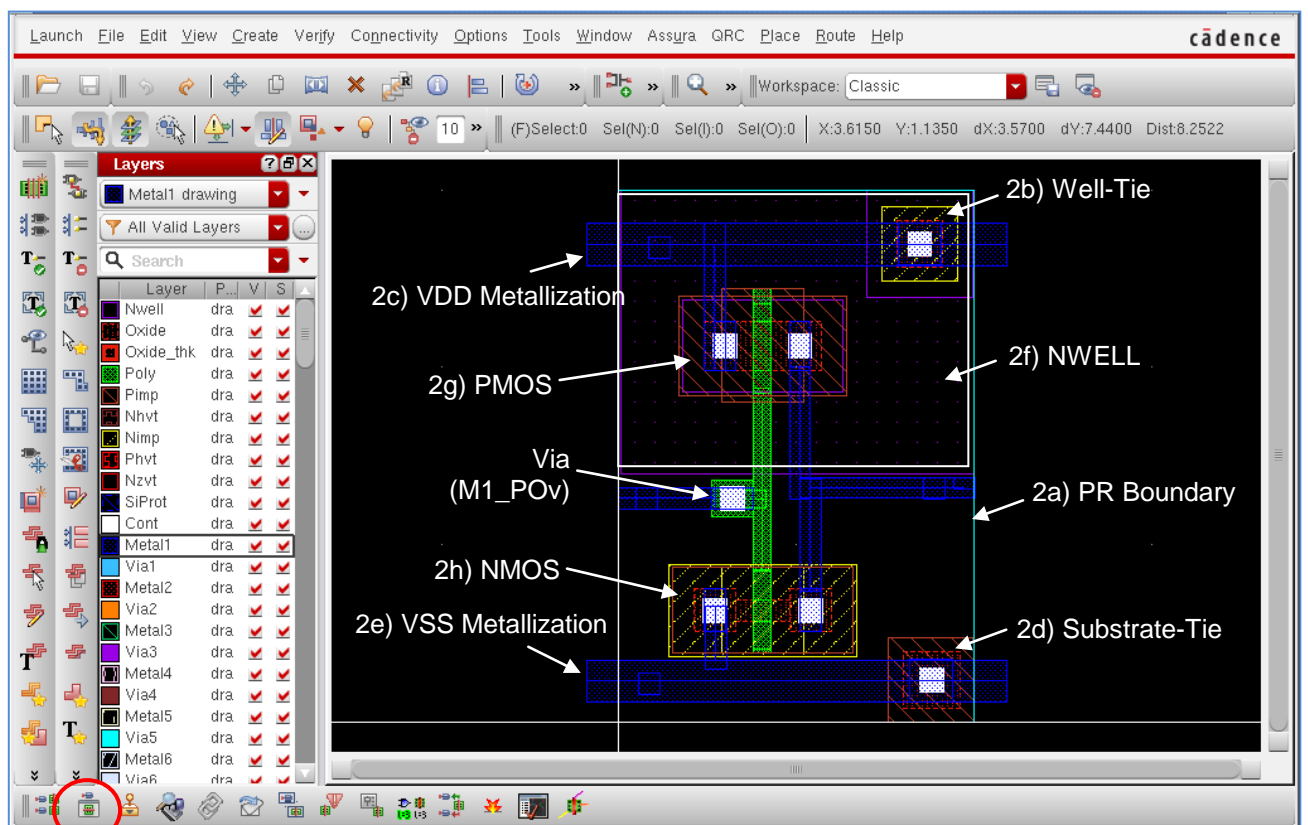 Launch File Edit View Create Verify Connectivity Options Tools Window Assura QRC Place Route Help cādence
» » » Workspace: Classic
10 » (F)Select:0 Sel(N):0 Sel(I):0 Sel(O):0 X:3.6150 Y:1.1350 dX:3.5700 dY:7.4400 Dist:8.2522
Layers
Metal1 drawing
All Valid Layers
Search
Layer P... V S
Nwell dra
Oxide dra
Oxide_thk dra
Poly dra
Pimp dra
Nhvt dra
Nimp dra
Phvt dra
Nzvt dra
SiProt dra
Cont dra
Metal1 dra
Via1 dra
Metal2 dra
Via2 dra
Metal3 dra
Via3 dra
Metal4 dra
Via4 dra
Metal5 dra
Via5 dra
Metal6 dra
Via6 dra
2b) Well-Tie
2c) VDD Metallization
2f) NWELL
2g) PMOS
Via
(M1_POv)
2a) PR Boundary
2h) NMOS
2e) VSS Metallization
2d) Substrate-Tie